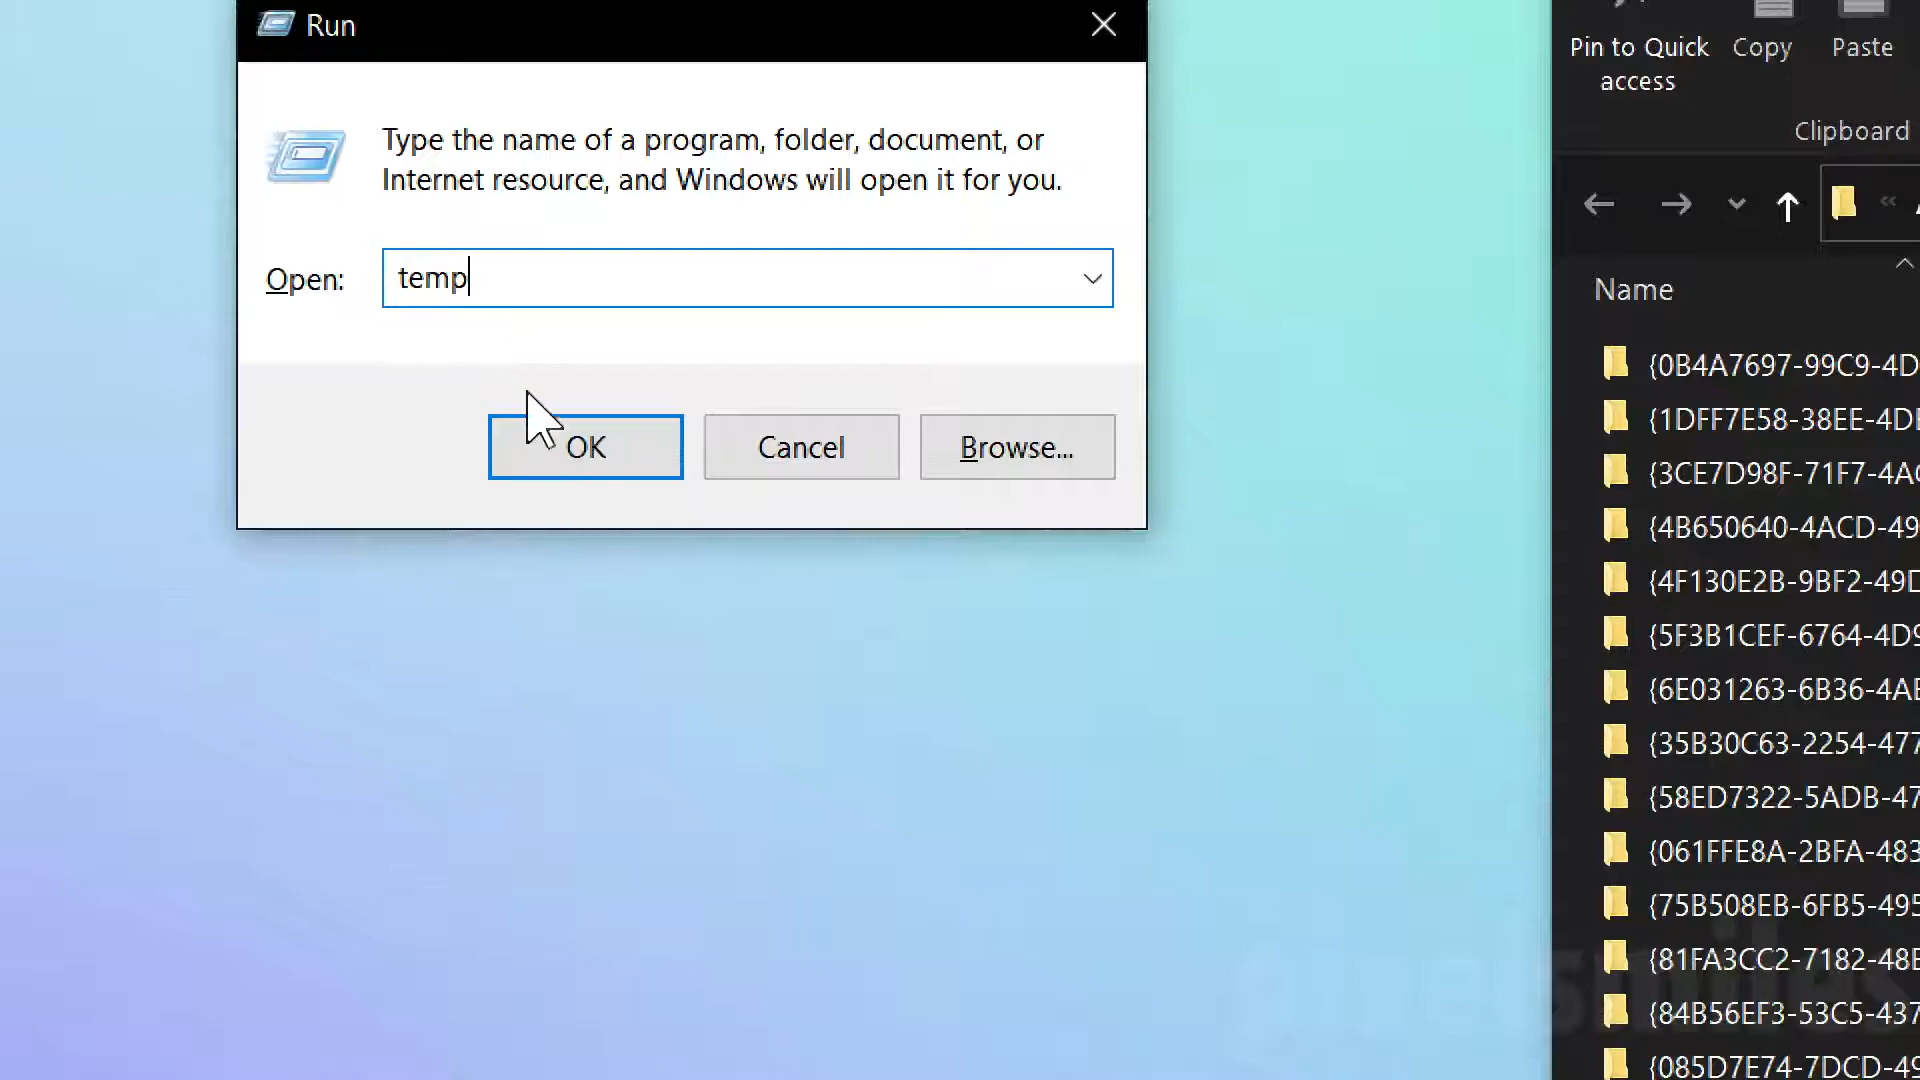 Run
Type the name of a program, folder, document, or
Internet resource, and Windows will open it for you.
Open:
temp
OK
Cancel
Browse...
Pin to Quick
access
Copy
Paste
Clipboard
Name
{0B4A7697-99C9-4D
{1DFF7E58-38EE-4D
{3CE7D98F-71F7-4A
{4B650640-4ACD-49
{4F130E2B-9BF2-49
{5F3B1CEF-6764-4D9
{6E031263-6B36-4A
{35B30C63-2254-477
{58ED7322-5ADB-47
{061FFE8A-2BFA-483
{75B508EB-6FB5-495
{81FA3CC2-7182-48
{84B56EF3-53C5-437
{085D7E74-7DCD-49